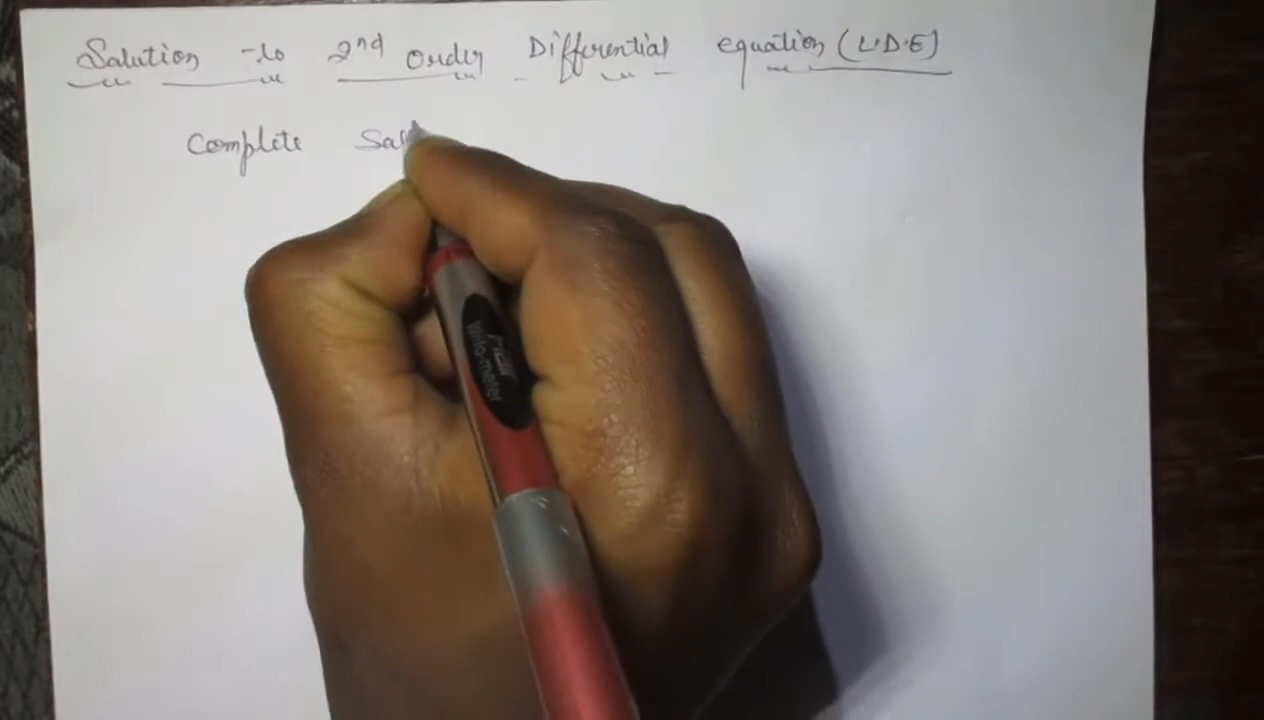 Solution to 2nd Order Differential equation (L.D.E)
Complete